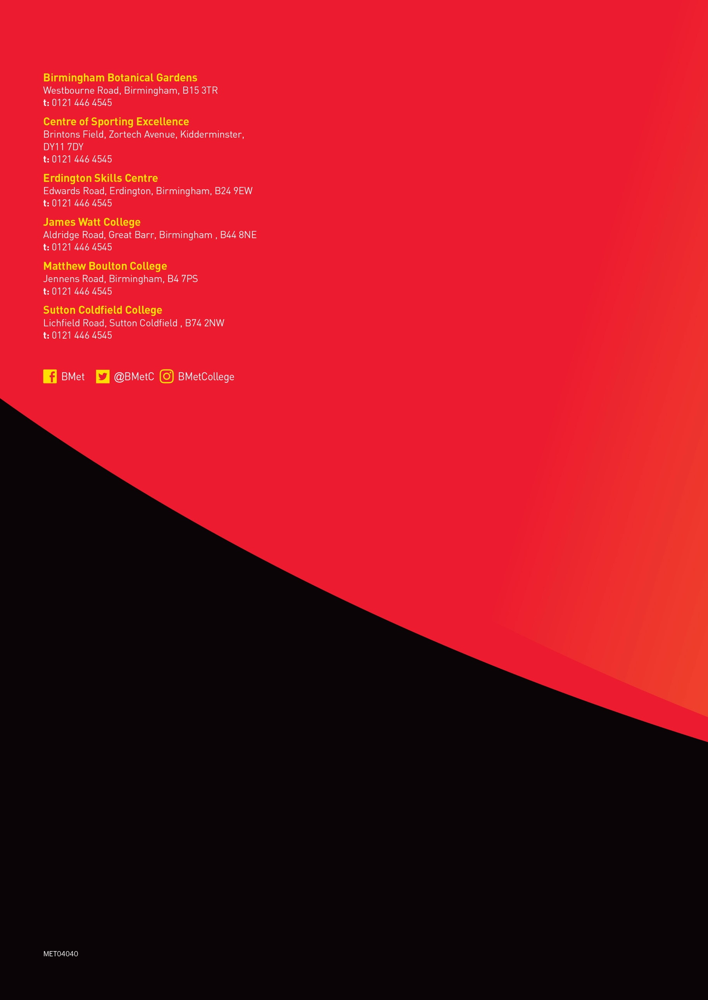 Birmingham Botanical Gardens
Westbourne Road, Birmingham, B15 3TR
t: 0121 446 4545
Centre of Sporting Excellence
Brintons Field, Zortech Avenue, Kidderminster,
DY11 7DY
t: 0121 446 4545
Erdington Skills Centre
Edwards Road, Erdington, Birmingham, B24 9EW
t: 0121 446 4545
James Watt College
Aldridge Road, Great Barr, Birmingham , B44 8NE
t: 0121 446 4545
Matthew Boulton College
Jennens Road, Birmingham, B4 7PS
t: 0121 446 4545
Sutton Coldfield College
Lichfield Road, Sutton Coldfield , B74 2NW
t: 0121 446 4545
BMet @BMetC BMetCollege
MET04040